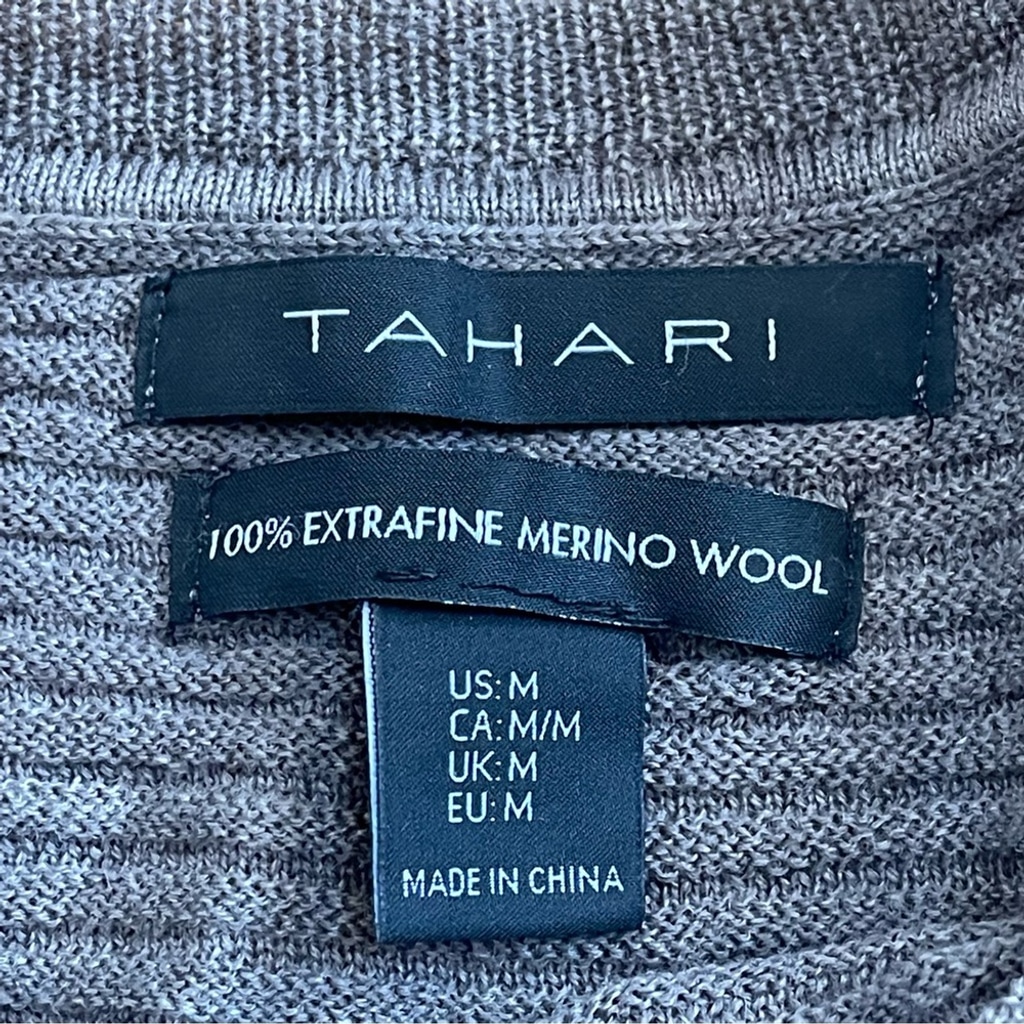 TAHARI
100% EXTRAFINE MERINO WOOL
US: M
CA: M/M
UK: M
EU: M
MADE IN CHINA